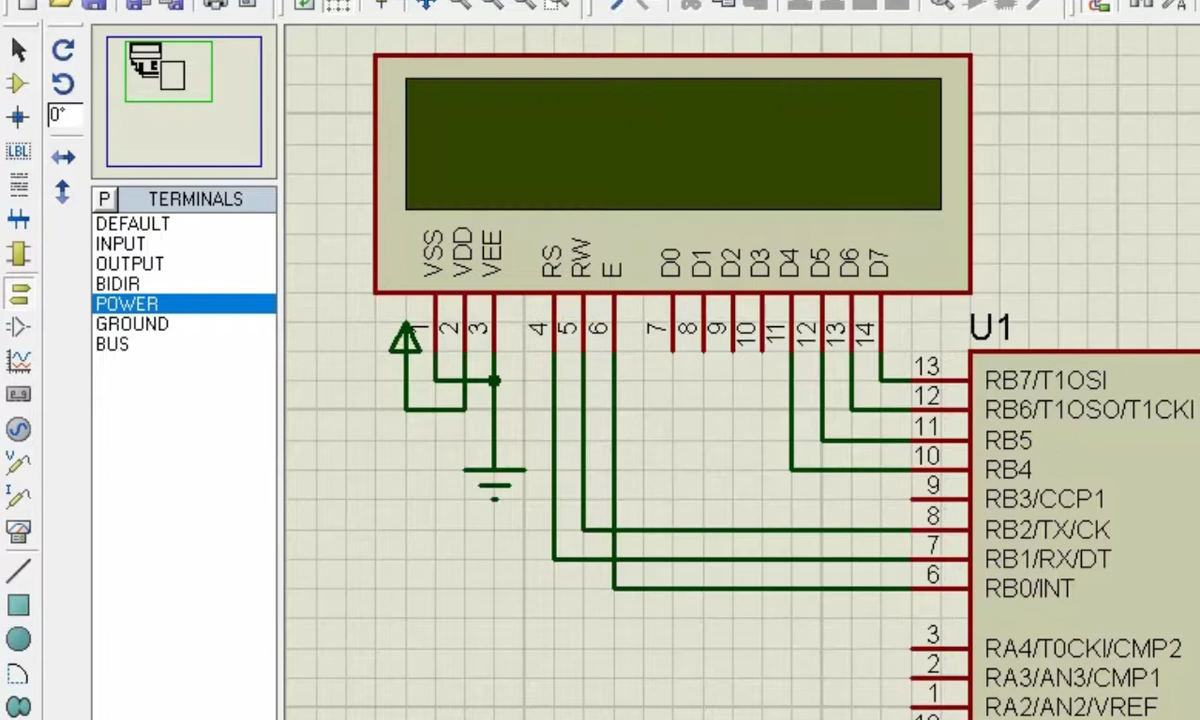 LBL
0°
P TERMINALS
DEFAULT
INPUT
OUTPUT
BIDIR
POWER
GROUND
BUS
VSS VDD VEE RS RW E D0 D1 D2 D3 D4 D5 D6 D7
1 2 3 4 5 6 7 8 9 10 11 12 13 14
U1
13 RB7/T1OSI
12 RB6/T1OSO/T1CKI
11 RB5
10 RB4
9 RB3/CCP1
8 RB2/TX/CK
7 RB1/RX/DT
6 RB0/INT
3 RA4/T0CKI/CMP2
2 RA3/AN3/CMP1
1 RA2/AN2/VREF